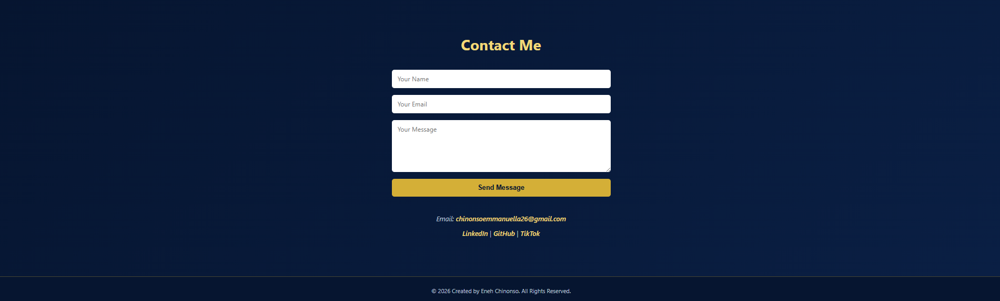 Contact Me
Your Name
Your Email
Your Message
Send Message
Email: chinonsoemmanuella26@gmail.com
LinkedIn | GitHub | TikTok
© 2026 Created by Eneh Chinonso. All Rights Reserved.